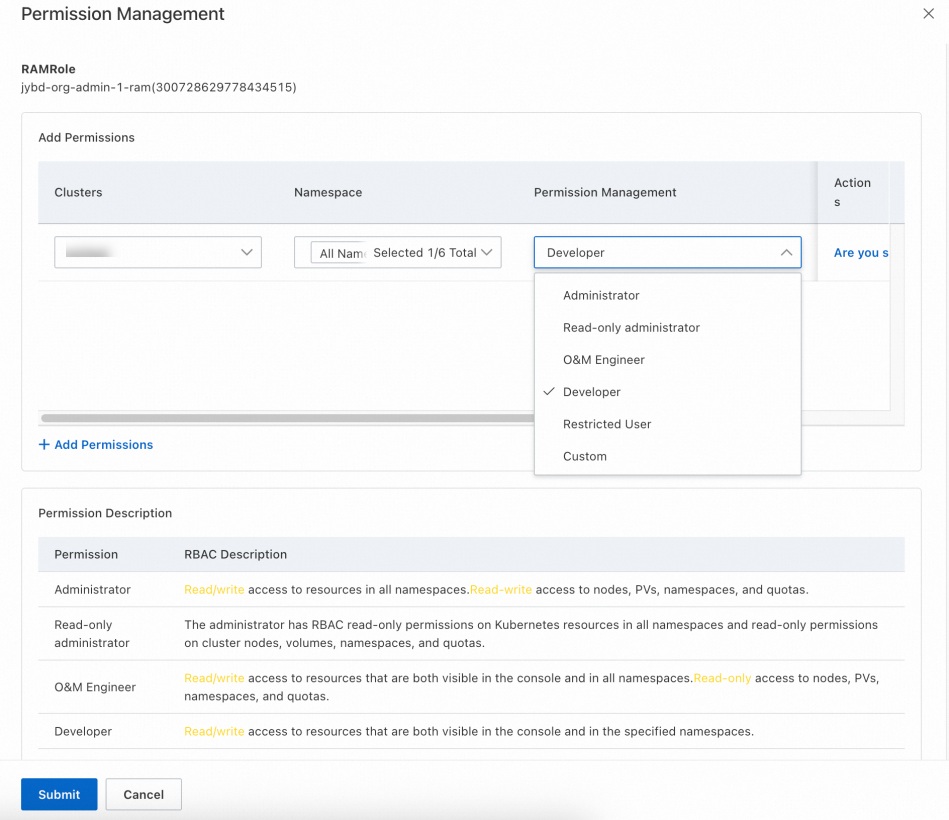 Permission Management
RAMRole
jybd-org-admin-1-ram(300728629778434515)
Add Permissions
Clusters Namespace Permission Management Action
s
All Nam Selected 1/6 Total Developer Are you s
Administrator
Read-only administrator
O&M Engineer
Developer
Restricted User
Custom
Add Permissions
Permission Description
Permission RBAC Description
Administrator Read/write access to resources in all namespaces.Read-write access to nodes, PVs, namespaces, and quotas.
Read-only The administrator has RBAC read-only permissions on Kubernetes resources in all namespaces and read-only permissions
administrator on cluster nodes, volumes, namespaces, and quotas.
O&M Engineer Read/write access to resources that are both visible in the console and in all namespaces.Read-only access to nodes, PVs,
namespaces, and quotas.
Developer Read/write access to resources that are both visible in the console and in the specified namespaces.
Submit Cancel